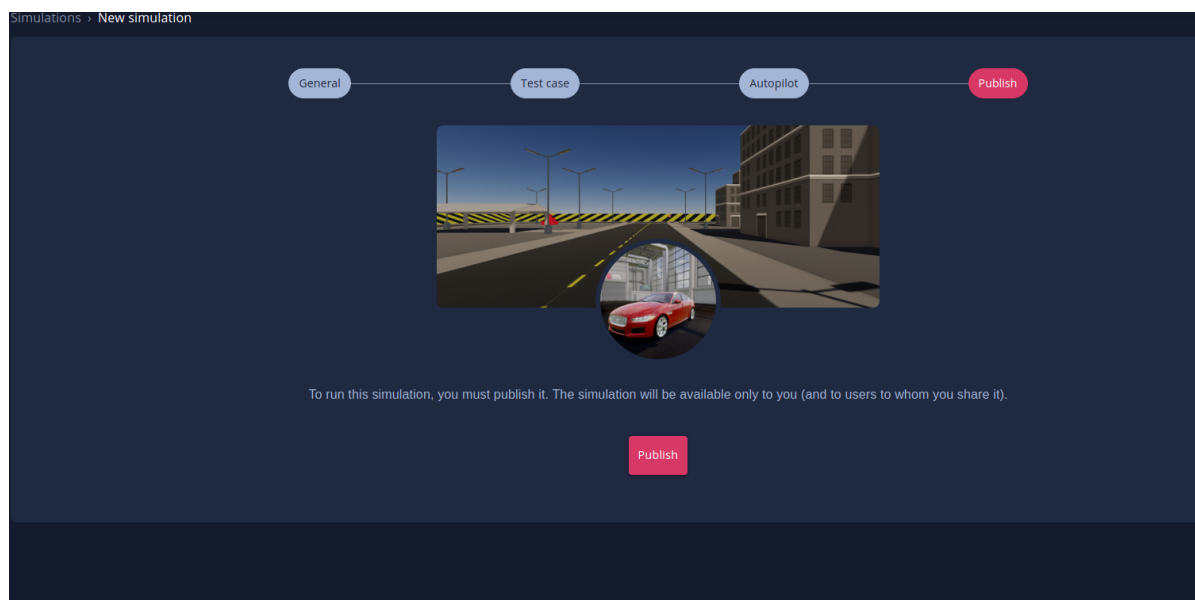 Simulations › New simulation
General
Test case
Autopilot
Publish
To run this simulation, you must publish it. The simulation will be available only to you (and to users to whom you share it).
Publish